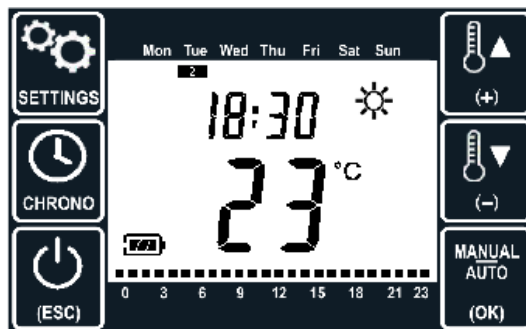 SETTINGS
CHRONO
(ESC)
Mon Tue Wed Thu Fri Sat Sun
2
18:30
23 °C
0 3 6 9 12 15 18 21 23
(+)
(−)
MANUAL
AUTO
(OK)